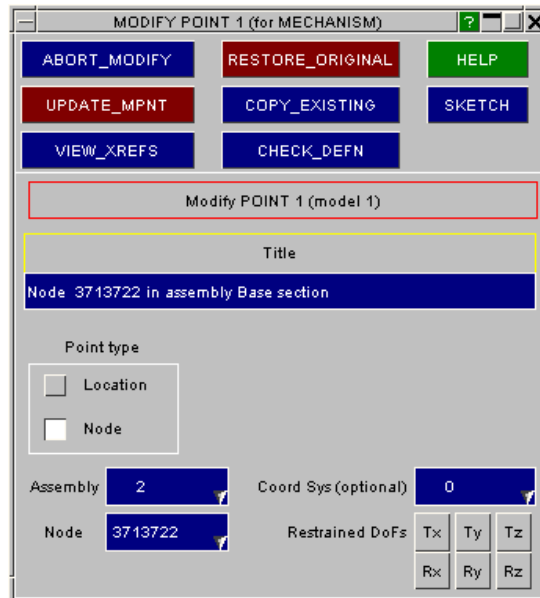 MODIFY POINT 1 (for MECHANISM) ? X
ABORT_MODIFY RESTORE_ORIGINAL HELP
UPDATE_MPNT COPY_EXISTING SKETCH
VIEW_XREFS CHECK_DEFN
Modify POINT 1 (model 1)
Title
Node 3713722 in assembly Base section
Point type
Location
Node
Assembly 2 Coord Sys (optional) 0
Node 3713722 Restrained DoFs Tx Ty Tz
Rx Ry Rz